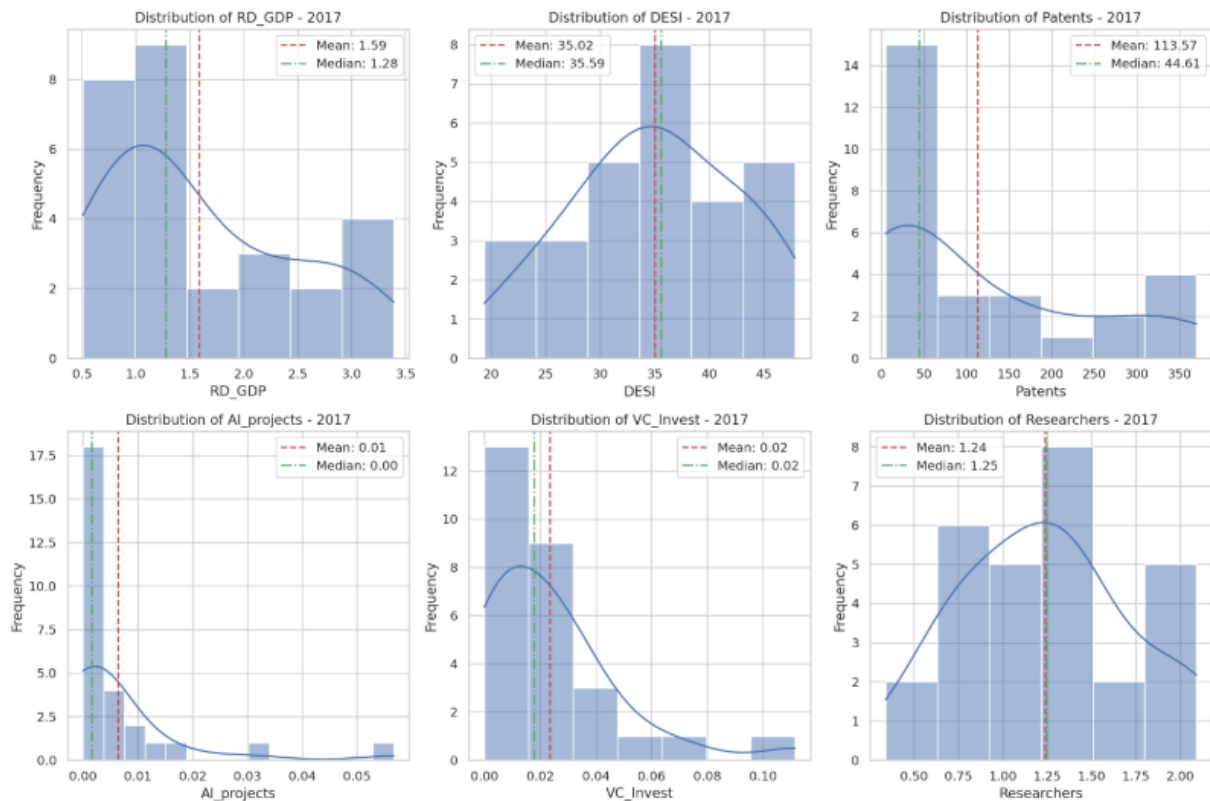 Distribution of RD_GDP - 2017
Mean: 1.59
Median: 1.28
Frequency
8
6
4
2
0
0.5 1.0 1.5 2.0 2.5 3.0 3.5
RD_GDP
Distribution of DESI - 2017
Mean: 35.02
Median: 35.59
Frequency
8
7
6
5
4
3
2
1
0
20 25 30 35 40 45
DESI
Distribution of Patents - 2017
Mean: 113.57
Median: 44.61
Frequency
14
12
10
8
6
4
2
0
0 50 100 150 200 250 300 350
Patents
Distribution of AI_projects - 2017
Mean: 0.01
Median: 0.00
Frequency
17.5
15.0
12.5
10.0
7.5
5.0
2.5
0.0
0.00 0.01 0.02 0.03 0.04 0.05
AI_projects
Distribution of VC_Invest - 2017
Mean: 0.02
Median: 0.02
Frequency
12
10
8
6
4
2
0
0.00 0.02 0.04 0.06 0.08 0.10
VC_Invest
Distribution of Researchers - 2017
Mean: 1.24
Median: 1.25
Frequency
8
7
6
5
4
3
2
1
0
0.50 0.75 1.00 1.25 1.50 1.75 2.00
Researchers